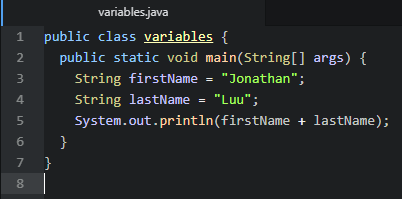 variables.java
1 public class variables {
2   public static void main(String[] args) {
3     String firstName = "Jonathan";
4     String lastName = "Luu";
5     System.out.println(firstName + lastName);
6   }
7 }
8